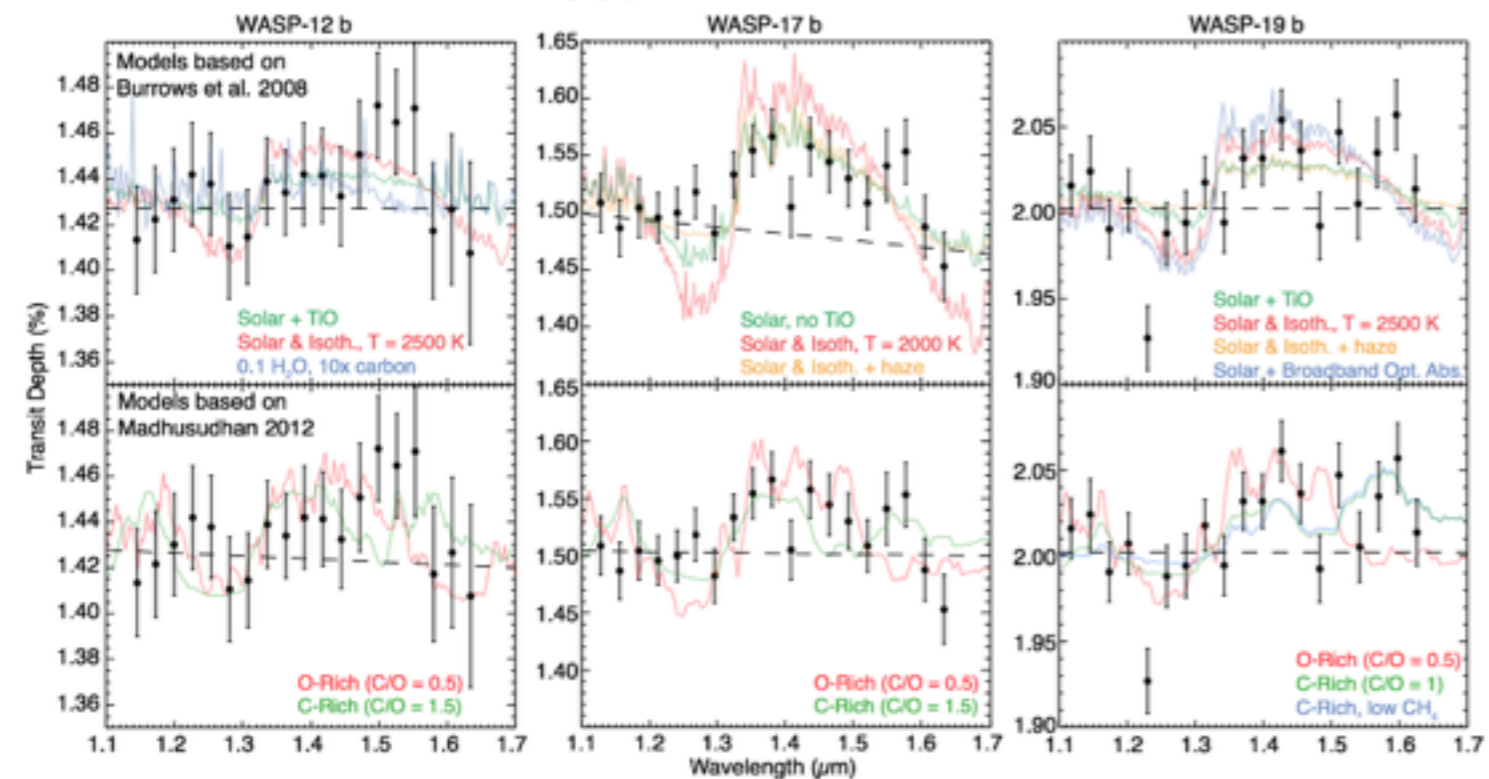 WASP-12 b
WASP-17 b
WASP-19 b
Models based on
Burrows et al. 2008
1.48
1.46
1.44
1.42
1.40
1.38
1.36
Solar + TiO
Solar & Isoth., T = 2500 K
0.1 H₂O, 10x carbon
1.65
1.60
1.55
1.50
1.45
1.40
Solar, no TiO
Solar & Isoth, T = 2000 K
Solar & Isoth. + haze
2.05
2.00
1.95
1.90
Solar + TiO
Solar & Isoth., T = 2500 K
Solar & Isoth. + haze
Solar + Broadband Opt. Abs.
Transit Depth (%)
Models based on
Madhusudhan 2012
1.48
1.46
1.44
1.42
1.40
1.38
1.36
O-Rich (C/O = 0.5)
C-Rich (C/O = 1.5)
1.1 1.2 1.3 1.4 1.5 1.6 1.7
1.65
1.60
1.55
1.50
1.45
1.40
O-Rich (C/O = 0.5)
C-Rich (C/O = 1.5)
1.1 1.2 1.3 1.4 1.5 1.6 1.7
2.05
2.00
1.95
1.90
O-Rich (C/O = 0.5)
C-Rich (C/O = 1)
C-Rich, low CH₄
1.1 1.2 1.3 1.4 1.5 1.6 1.7
Wavelength (μm)